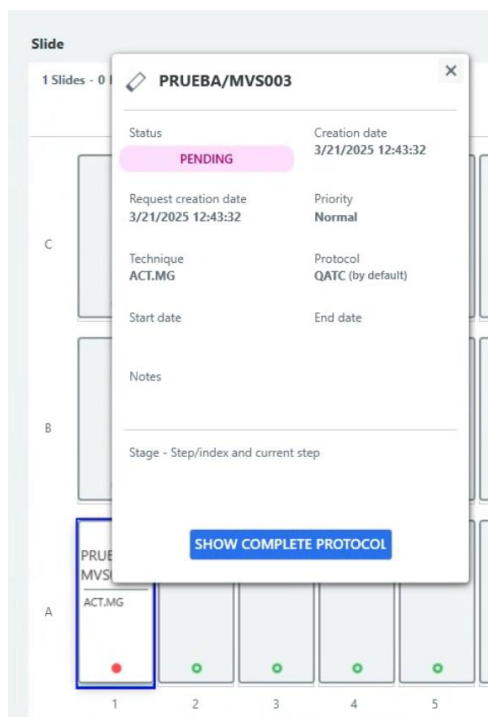 Slide
1 Slides - 0
PRUEBA/MVS003
Status
Creation date
PENDING
3/21/2025 12:43:32
Request creation date
Priority
3/21/2025 12:43:32
Normal
Technique
Protocol
ACT.MG
QATC (by default)
Start date
End date
Notes
Stage - Step/index and current step
SHOW COMPLETE PROTOCOL
C
B
A
PRUE
MVS
ACT.MG
1 2 3 4 5